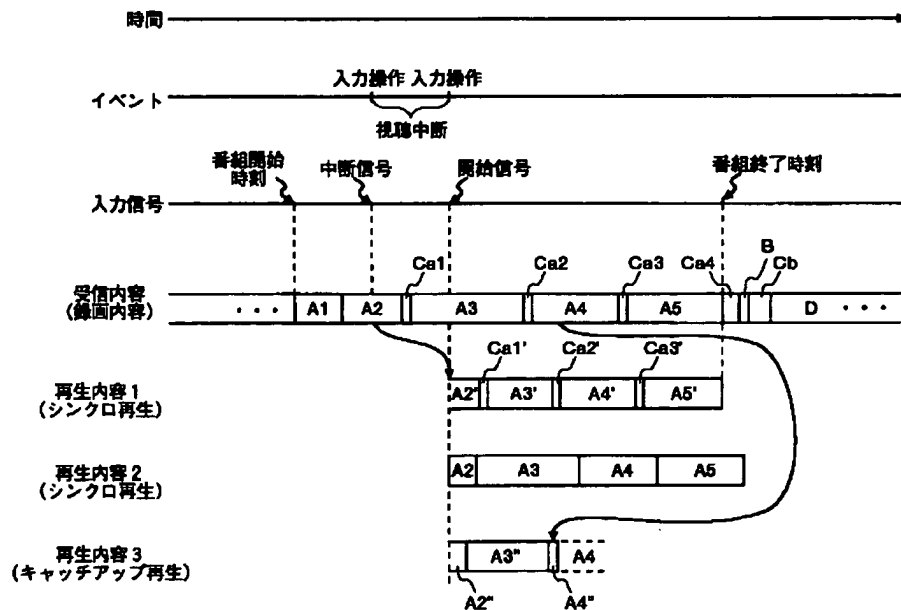 時間
入力操作 入力操作
イベント
視聴中断
番組開始時刻
中断信号
開始信号
番組終了時刻
入力信号
Ca1
Ca2
Ca3
Ca4
B
Cb
受信内容
(録画内容)
・・・
A1
A2
A3
A4
A5
D
・・・
Ca1'
Ca2'
Ca3'
再生内容1
(シンクロ再生)
A2'
A3'
A4'
A5'
再生内容2
(シンクロ再生)
A2
A3
A4
A5
再生内容3
(キャッチアップ再生)
A3"
A4
A2"
A4"